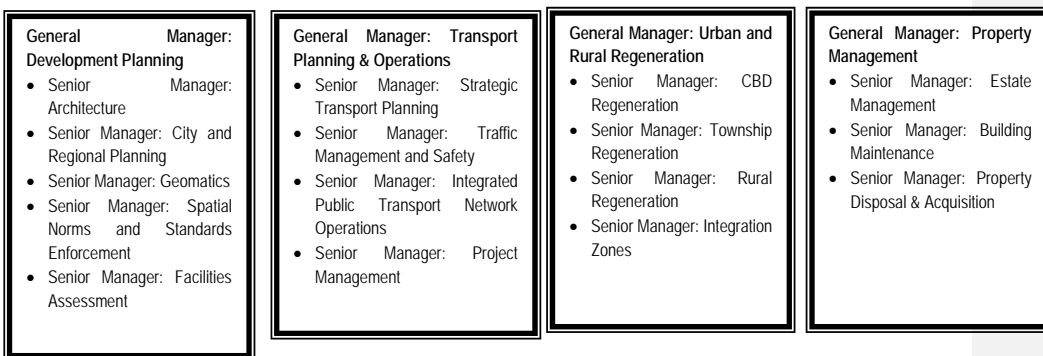 General Manager:
Development Planning
• Senior Manager:
Architecture
• Senior Manager: City and
Regional Planning
• Senior Manager: Geomatics
• Senior Manager: Spatial
Norms and Standards
Enforcement
• Senior Manager: Facilities
Assessment
General Manager: Transport
Planning & Operations
• Senior Manager: Strategic
Transport Planning
• Senior Manager: Traffic
Management and Safety
• Senior Manager: Integrated
Public Transport Network
Operations
• Senior Manager: Project
Management
General Manager: Urban and
Rural Regeneration
• Senior Manager: CBD
Regeneration
• Senior Manager: Township
Regeneration
• Senior Manager: Rural
Regeneration
• Senior Manager: Integration
Zones
General Manager: Property
Management
• Senior Manager: Estate
Management
• Senior Manager: Building
Maintenance
• Senior Manager: Property
Disposal & Acquisition